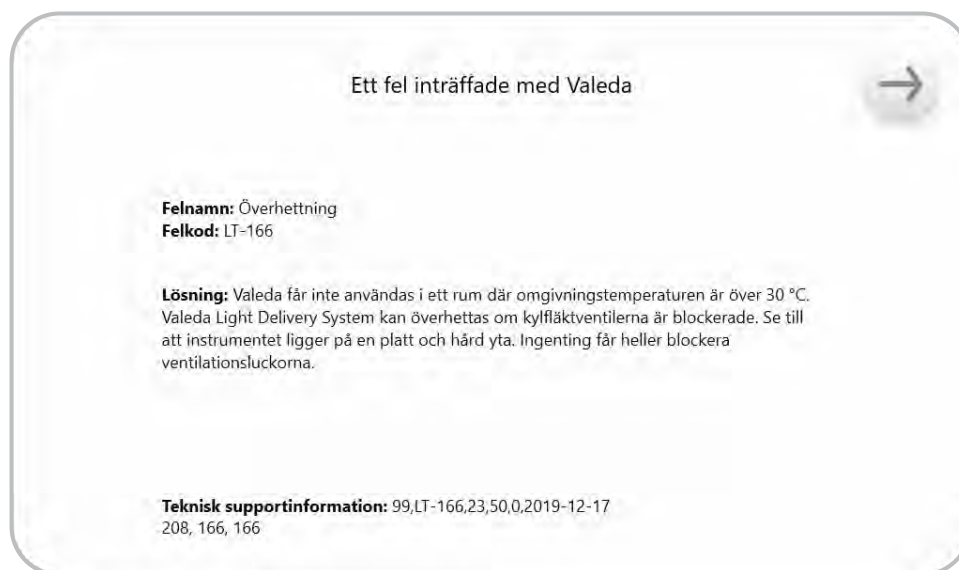 Ett fel inträffade med Valeda
Felnamn: Överhettning
Felkod: LT-166
Lösning: Valeda får inte användas i ett rum där omgivningstemperaturen är över 30 °C.
Valeda Light Delivery System kan överhettas om kylfläktventilerna är blockerade. Se till
att instrumentet ligger på en platt och hård yta. Ingenting får heller blockera
ventilationsluckorna.
Teknisk supportinformation: 99,LT-166,23,50,0,2019-12-17
208, 166, 166